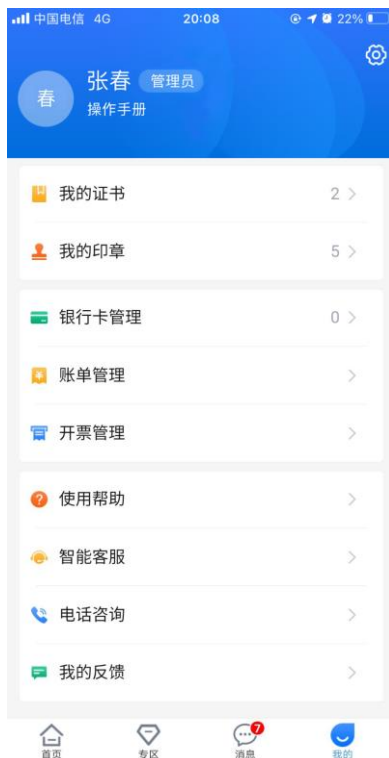 中国电信 4G 20:08 22%
春
张春 管理员
操作手册
我的证书 2
我的印章 5
银行卡管理 0
账单管理
开票管理
使用帮助
智能客服
电话咨询
我的反馈
7
首页 专区 消息 我的